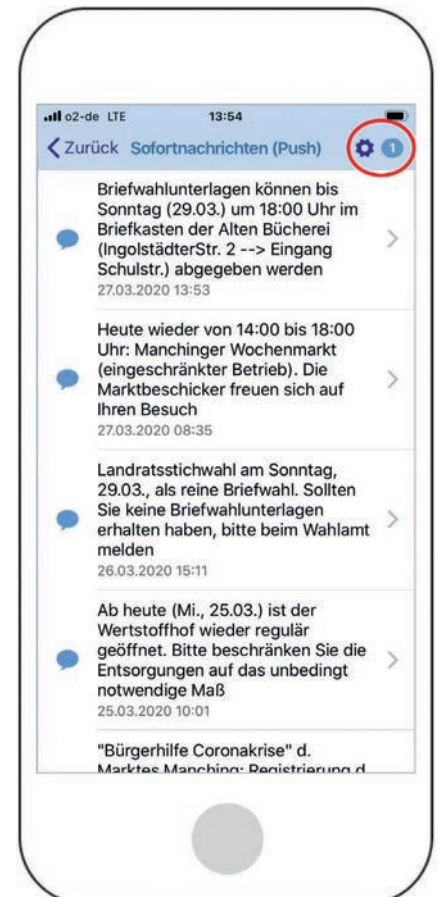 o2-de LTE 13:54
Zurück Sofortnachrichten (Push) 1
Briefwahlunterlagen können bis
Sonntag (29.03.) um 18:00 Uhr im
Briefkasten der Alten Bücherei
(IngolstädterStr. 2 --> Eingang
Schulstr.) abgegeben werden
27.03.2020 13:53
Heute wieder von 14:00 bis 18:00
Uhr: Manchinger Wochenmarkt
(eingeschränkter Betrieb). Die
Marktbeschicker freuen sich auf
Ihren Besuch
27.03.2020 08:35
Landratsstichwahl am Sonntag,
29.03., als reine Briefwahl. Sollten
Sie keine Briefwahlunterlagen
erhalten haben, bitte beim Wahlamt
melden
26.03.2020 15:11
Ab heute (Mi., 25.03.) ist der
Wertstoffhof wieder regulär
geöffnet. Bitte beschränken Sie die
Entsorgungen auf das unbedingt
notwendige Maß
25.03.2020 10:01
"Bürgerhilfe Coronakrise" d.
Marktes Manching: Registrierung d